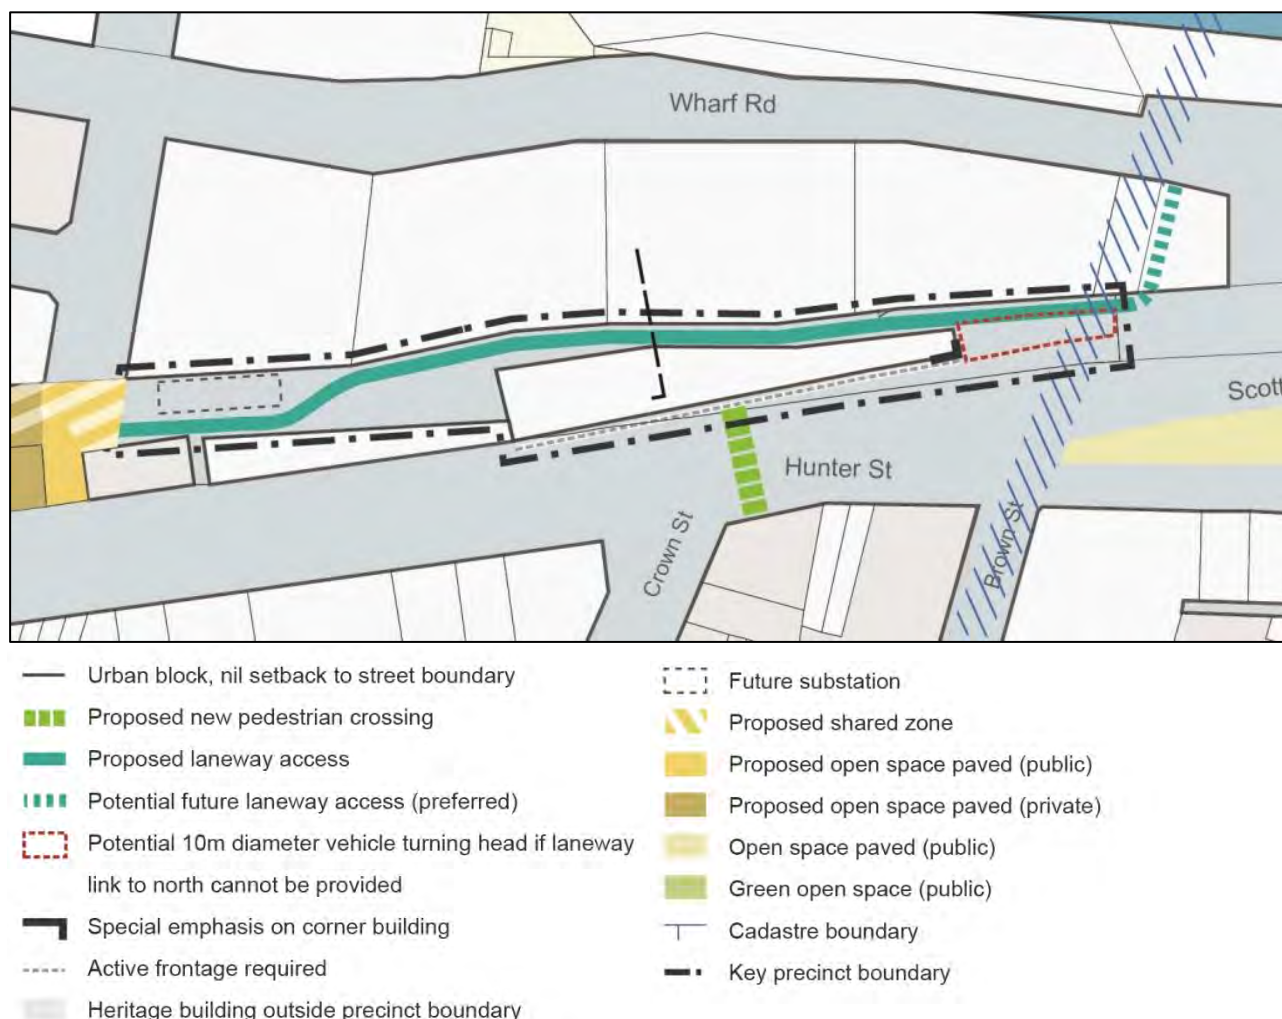 Wharf Rd
Scott
Hunter St
Crown St
Brown St
Urban block, nil setback to street boundary
Proposed new pedestrian crossing
Proposed laneway access
Potential future laneway access (preferred)
Potential 10m diameter vehicle turning head if laneway
link to north cannot be provided
Special emphasis on corner building
Active frontage required
Heritage building outside precinct boundary
Future substation
Proposed shared zone
Proposed open space paved (public)
Proposed open space paved (private)
Open space paved (public)
Green open space (public)
Cadastre boundary
Key precinct boundary